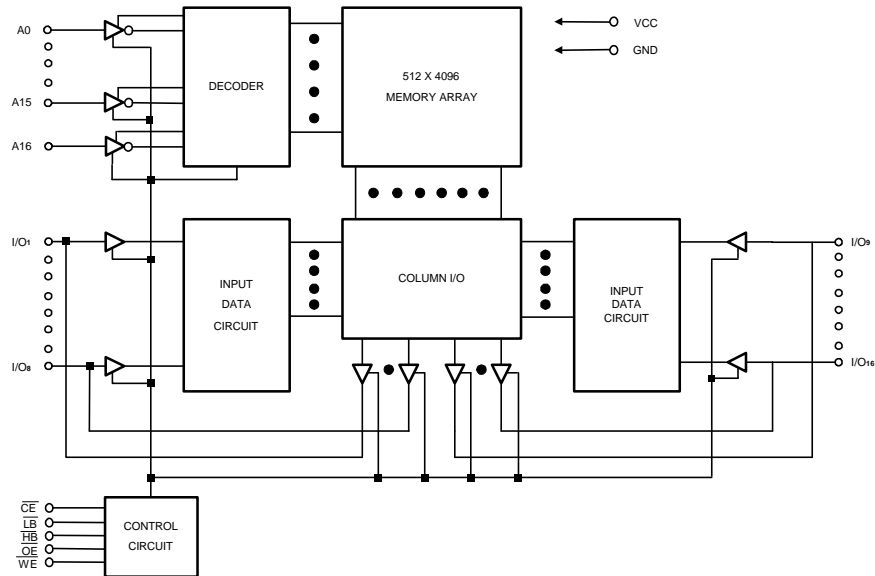 A0
A15
A16
DECODER
512 X 4096
MEMORY ARRAY
VCC
GND
I/O1
I/O8
INPUT
DATA
CIRCUIT
COLUMN I/O
INPUT
DATA
CIRCUIT
I/O9
I/O16
CE
LB
HB
OE
WE
CONTROL
CIRCUIT